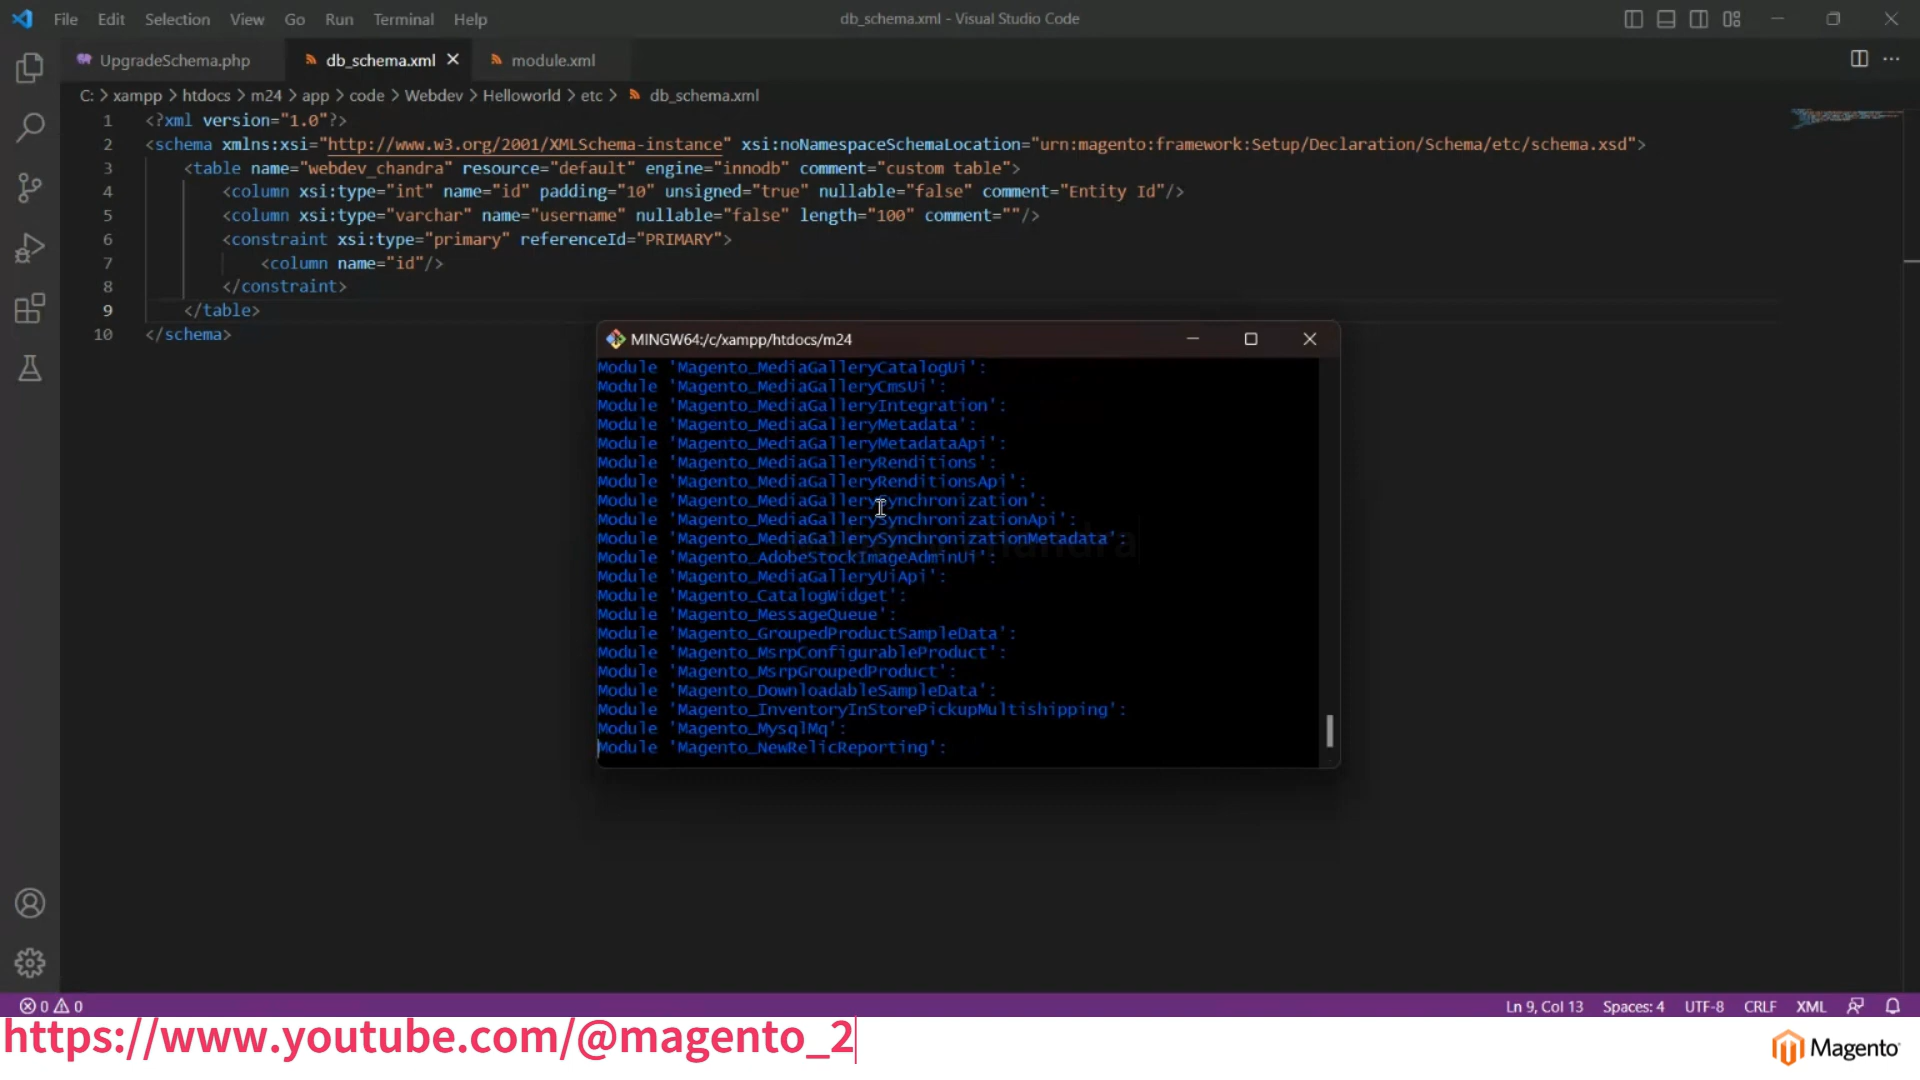 File Edit Selection View Go Run Terminal Help
db_schema.xml - Visual Studio Code
UpgradeSchema.php
db_schema.xml
module.xml
C: > xampp > htdocs > m24 > app > code > Webdev > Helloworld > etc > db_schema.xml
1 <?xml version="1.0"?>
2 <schema xmlns:xsi="http://www.w3.org/2001/XMLSchema-instance" xsi:noNamespaceSchemaLocation="urn:magento:framework:Setup/Declaration/Schema/etc/schema.xsd">
3 <table name="webdev_chandra" resource="default" engine="innodb" comment="custom table">
4 <column xsi:type="int" name="id" padding="10" unsigned="true" nullable="false" comment="Entity Id"/>
5 <column xsi:type="varchar" name="username" nullable="false" length="100" comment=""/>
6 <constraint xsi:type="primary" referenceId="PRIMARY">
7 <column name="id"/>
8 </constraint>
9 </table>
10 </schema>
MINGW64:/c/xampp/htdocs/m24
Module 'Magento_MediaGalleryCatalogUi':
Module 'Magento_MediaGalleryCmsUi':
Module 'Magento_MediaGalleryIntegration':
Module 'Magento_MediaGalleryMetadata':
Module 'Magento_MediaGalleryMetadataApi':
Module 'Magento_MediaGalleryRenditions':
Module 'Magento_MediaGalleryRenditionsApi':
Module 'Magento_MediaGallerySynchronization':
Module 'Magento_MediaGallerySynchronizationApi':
Module 'Magento_MediaGallerySynchronizationMetadata':
Module 'Magento_AdobeStockImageAdminUi':
Module 'Magento_MediaGalleryUiApi':
Module 'Magento_CatalogWidget':
Module 'Magento_MessageQueue':
Module 'Magento_GroupedProductSampleData':
Module 'Magento_MsrpConfigurableProduct':
Module 'Magento_MsrpGroupedProduct':
Module 'Magento_DownloadableSampleData':
Module 'Magento_InventoryInStorePickupMultishipping':
Module 'Magento_MysqlMq':
Module 'Magento_NewRelicReporting':
0 0
Ln 9, Col 13 Spaces: 4 UTF-8 CRLF XML
https://www.youtube.com/@magento_2
Magento